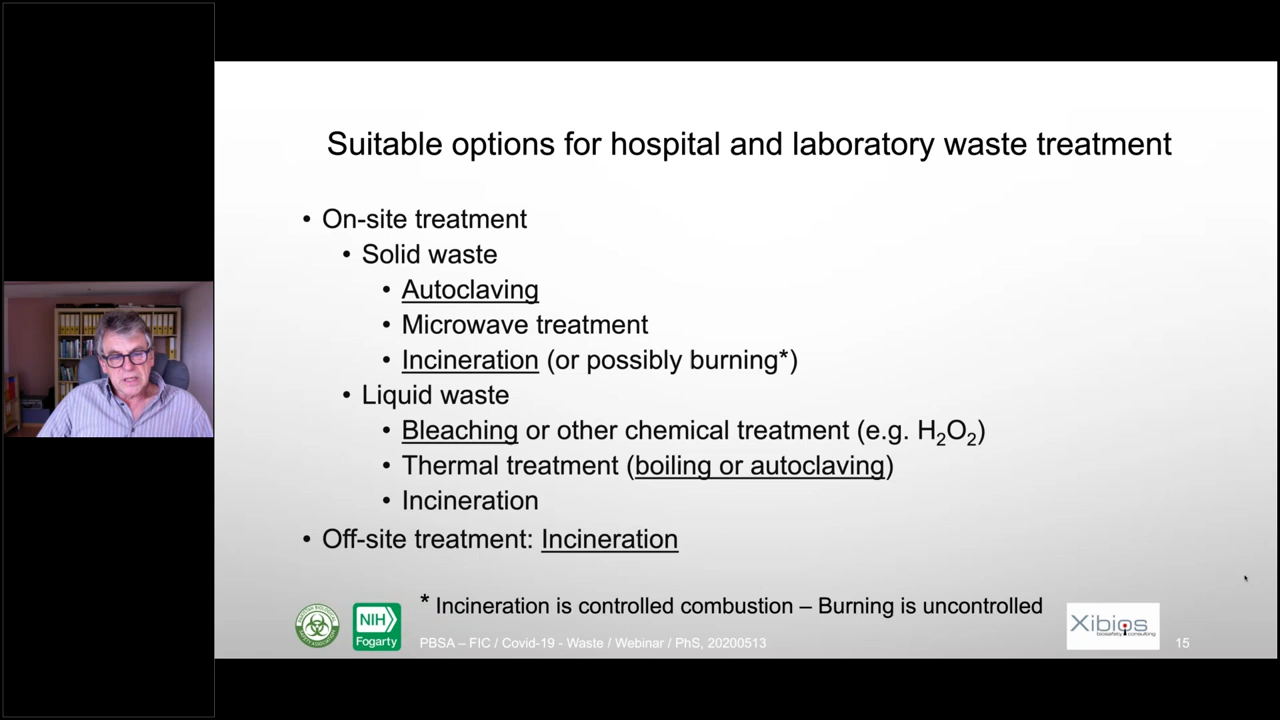 Suitable options for hospital and laboratory waste treatment
• On-site treatment
• Solid waste
• Autoclaving
• Microwave treatment
• Incineration (or possibly burning*)
• Liquid waste
• Bleaching or other chemical treatment (e.g. H₂O₂)
• Thermal treatment (boiling or autoclaving)
• Incineration
• Off-site treatment: Incineration
* Incineration is controlled combustion – Burning is uncontrolled
NIH
Fogarty
PBSA – FIC / Covid-19 - Waste / Webinar / PhS, 20200513
Xibios
biosafety consulting
15